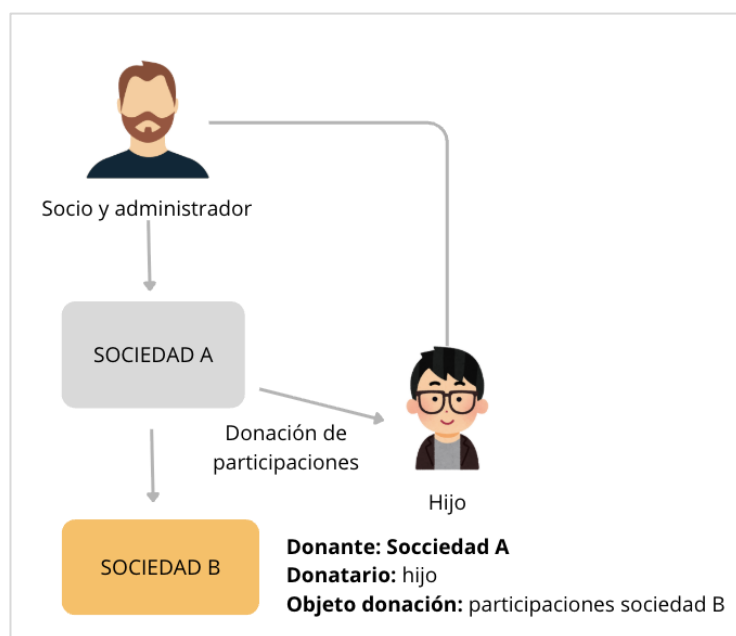 Socio y administrador
SOCIEDAD A
Donación de
participaciones
Hijo
SOCIEDAD B
Donante: Socciedad A
Donatario: hijo
Objeto donación: participaciones sociedad B